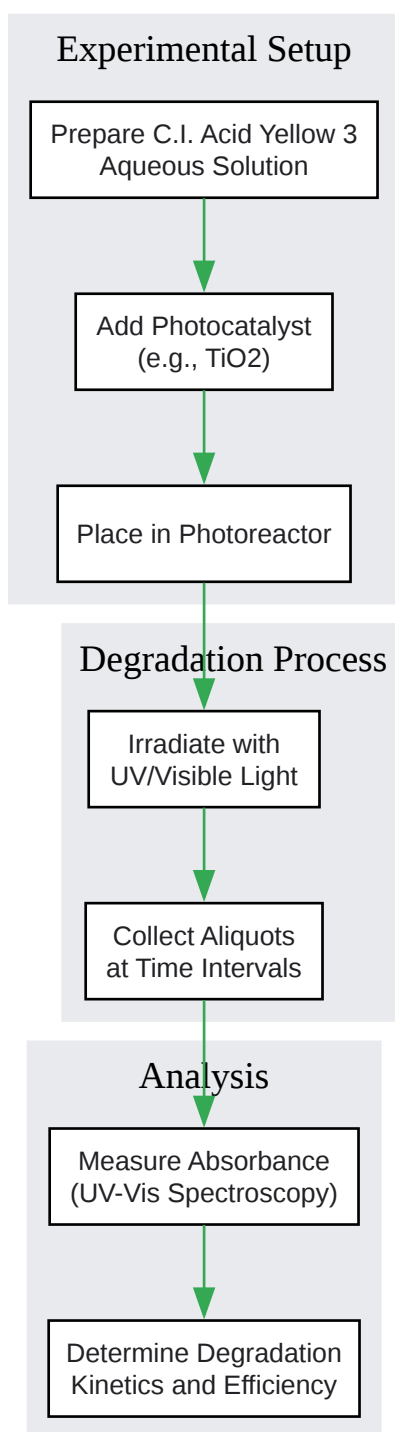 Experimental Setup
Prepare C.I. Acid Yellow 3
Aqueous Solution
Add Photocatalyst
(e.g., TiO2)
Place in Photoreactor
Degradation Process
Irradiate with
UV/Visible Light
Collect Aliquots
at Time Intervals
Analysis
Measure Absorbance
(UV-Vis Spectroscopy)
Determine Degradation
Kinetics and Efficiency